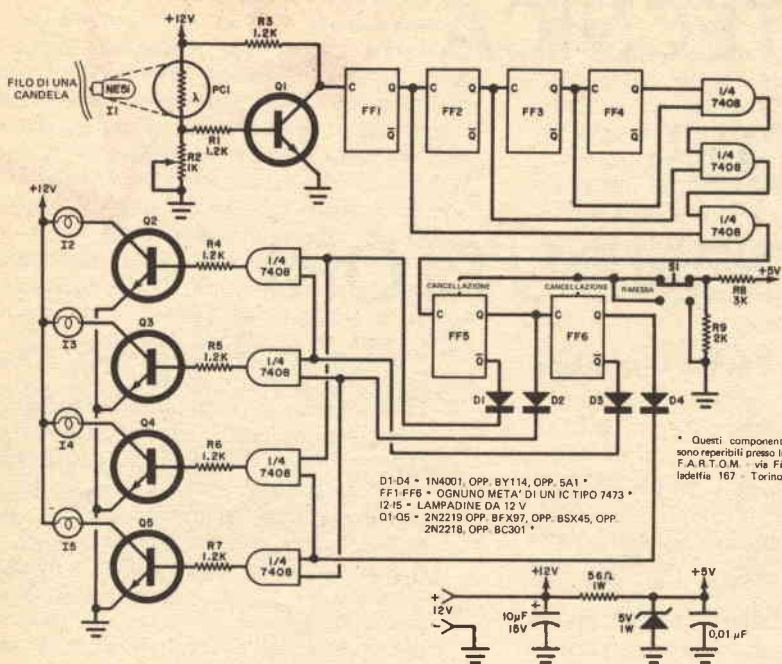 +12V
R3
1.2K
FILO DI UNA
CANDELA
NE51
I1
λ
PC1
Q1
R1
1.2K
R2
1K
C Q
Q̅
FF1
C Q
Q̅
FF2
C Q
Q̅
FF3
C Q
Q̅
FF4
1/4
7408
1/4
7408
1/4
7408
+12V
I2
Q2
R4
1.2K
1/4
7408
I3
Q3
R5
1.2K
1/4
7408
I4
Q4
R6
1.2K
1/4
7408
I5
Q5
R7
1.2K
1/4
7408
CANCELLAZIONE
C Q
FF5
Q̅
CANCELLAZIONE
C Q
FF6
Q̅
RIMESSA
S1
+5V
R8
3K
R9
2K
D1
D2
D3
D4
* Questi component
sono reperibili presso l
F.A.R.T.O.M. - via Fi
ladelfia 167 - Torino
D1-D4 = 1N4001, OPP. BY114, OPP. 5A1 *
FF1-FF6 = OGNUNO META' DI UN IC TIPO 7473 *
I2-I5 = LAMPADINE DA 12 V
Q1-Q5 = 2N2219 OPP. BFX97, OPP. BSX45, OPP.
2N2218, OPP. BC301 *
+
12V
-
+12V
+
10µF
15V
56Ω
1W
5V
1W
+5V
0,01 µF